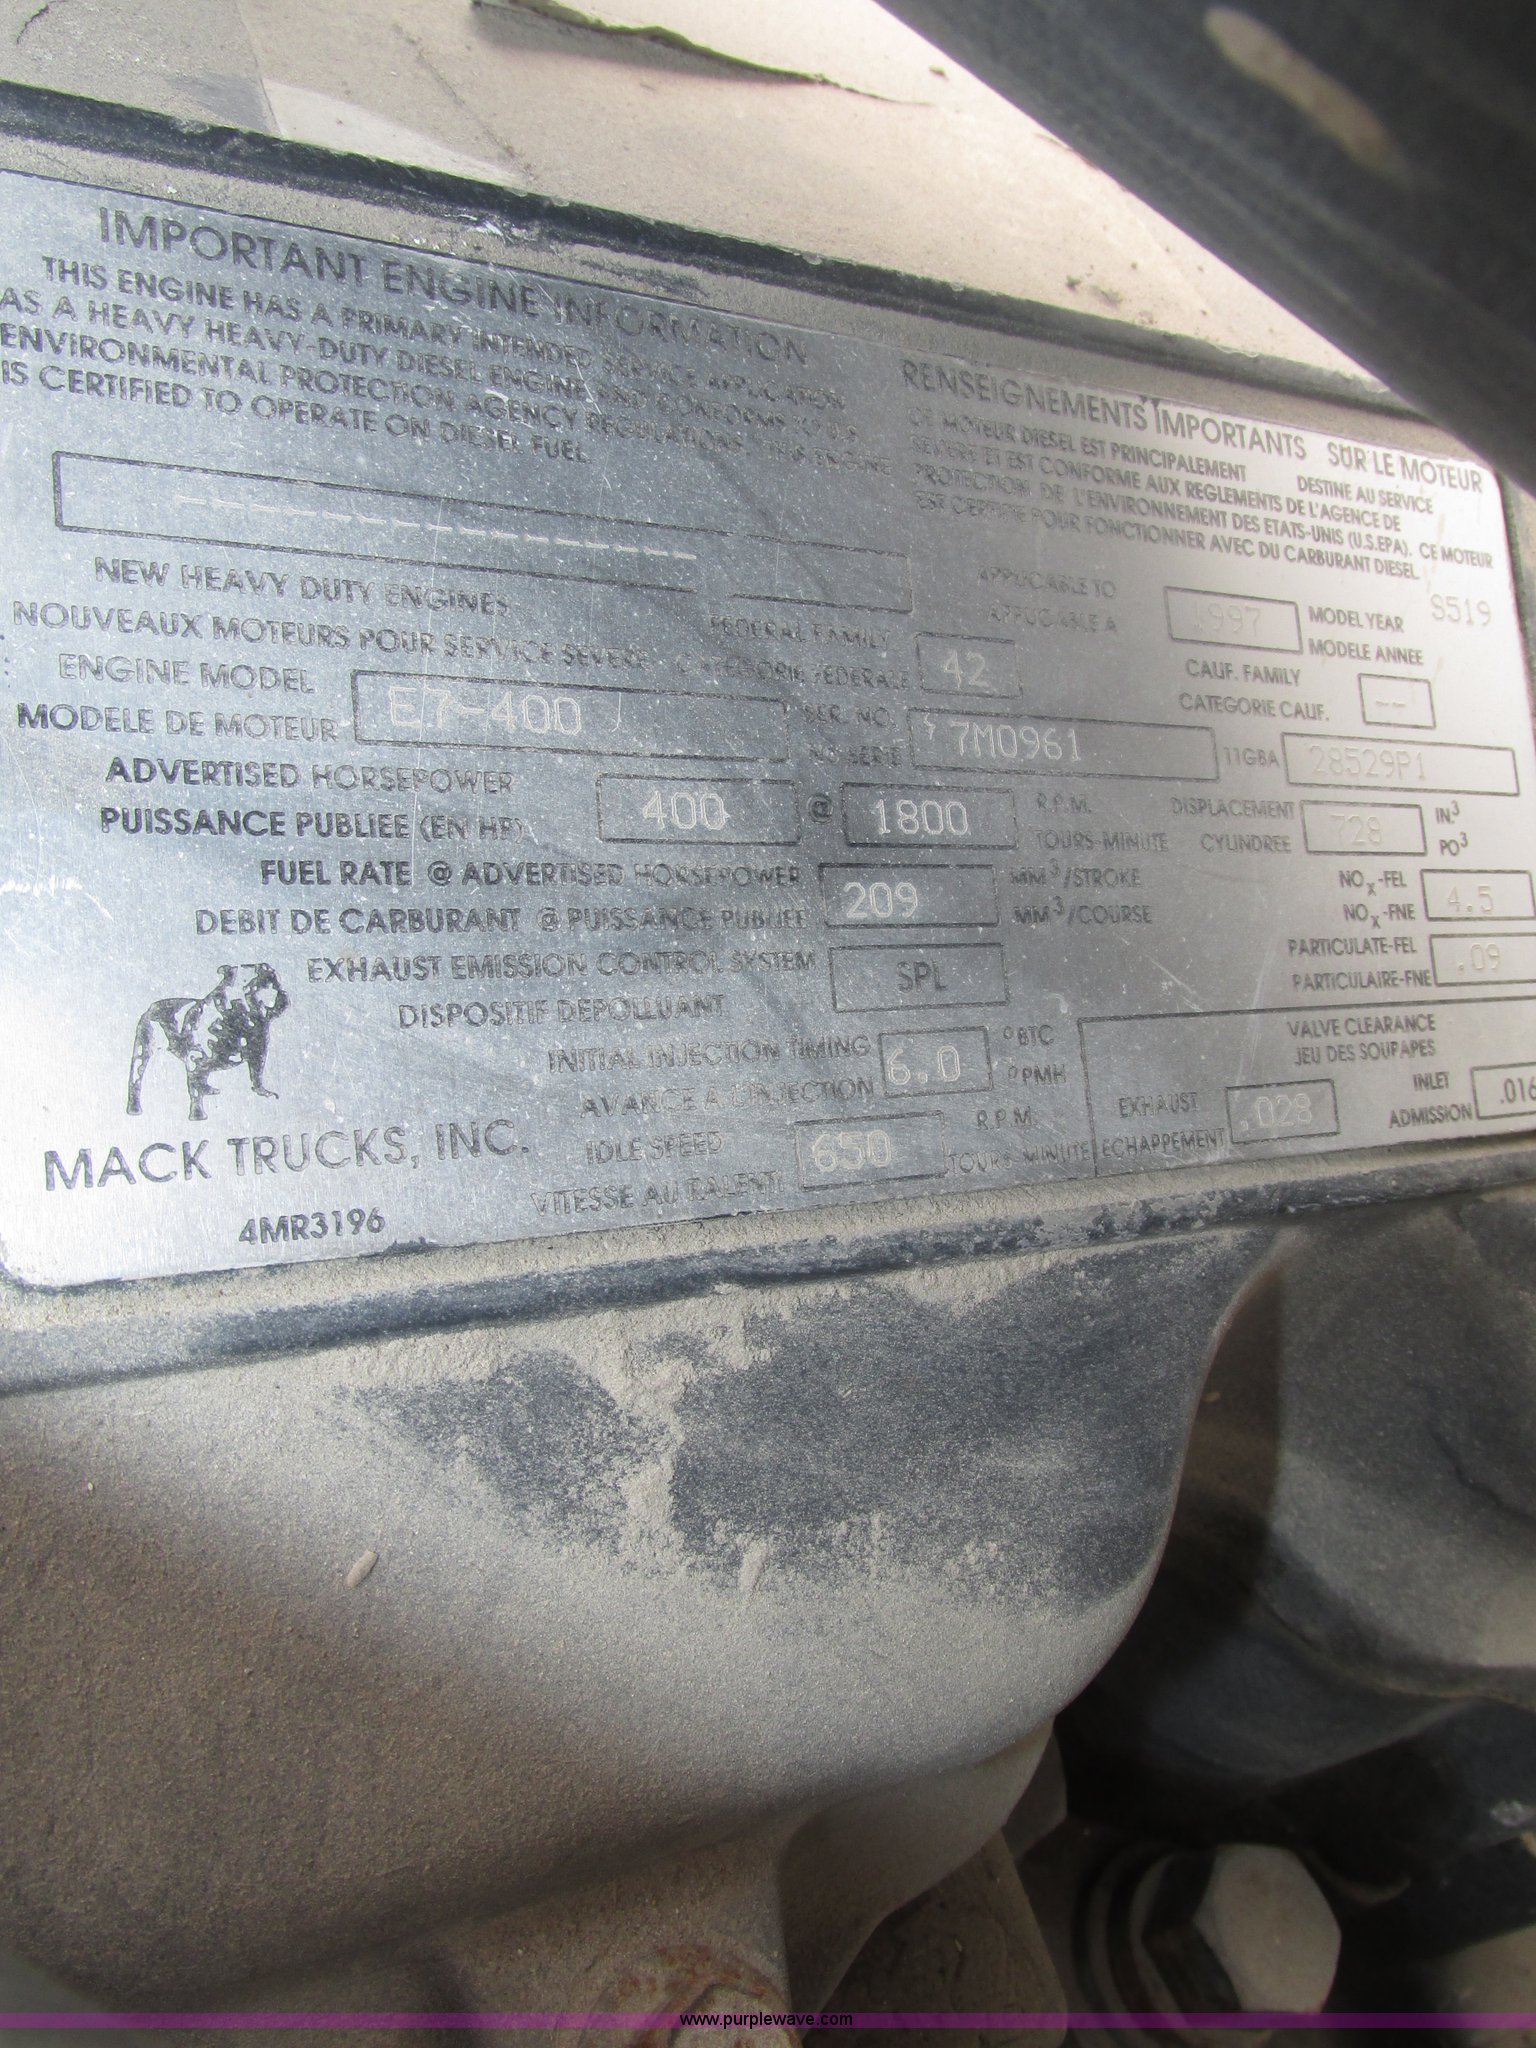 IMPORTANT ENGINE INFORMATION
THIS ENGINE HAS A PRIMARY INTENDED SERVICE APPLICATION
AS A HEAVY HEAVY-DUTY DIESEL ENGINE AND CONFORMS TO U.S.
ENVIRONMENTAL PROTECTION AGENCY REGULATIONS. THIS ENGINE
IS CERTIFIED TO OPERATE ON DIESEL FUEL.
RENSEIGNEMENTS IMPORTANTS SUR LE MOTEUR
CE MOTEUR DIESEL EST PRINCIPALEMENT DESTINE AU SERVICE
SEVERE ET EST CONFORME AUX REGLEMENTS DE L'AGENCE DE
PROTECTION DE L'ENVIRONNEMENT DES ETATS-UNIS (U.S.EPA). CE MOTEUR
EST CERTIFIE POUR FONCTIONNER AVEC DU CARBURANT DIESEL.
NEW HEAVY DUTY ENGINES
NOUVEAUX MOTEURS POUR SERVICE SEVERE
APPLICABLE TO
APPLICABLE A
1997
MODEL YEAR
MODELE ANNEE
S519
FEDERAL FAMILY
CATEGORIE FEDERALE
42
CALIF. FAMILY
CATEGORIE CALIF.
--
ENGINE MODEL
MODELE DE MOTEUR
E7-400
SER. NO.
NO SERIE
7M0961
11GBA
28529P1
ADVERTISED HORSEPOWER
PUISSANCE PUBLIEE (EN HP)
400
@
1800
R.P.M.
TOURS-MINUTE
DISPLACEMENT
CYLINDREE
728
IN.3
PO3
FUEL RATE @ ADVERTISED HORSEPOWER
DEBIT DE CARBURANT @ PUISSANCE PUBLIEE
209
MM3/STROKE
MM3/COURSE
NOx-FEL
NOx-FNE
4.5
EXHAUST EMISSION CONTROL SYSTEM
DISPOSITIF DEPOLLUANT
SPL
PARTICULATE-FEL
PARTICULAIRE-FNE
.09
INITIAL INJECTION TIMING
AVANCE A L'INJECTION
6.0
°BTC
°PMH
VALVE CLEARANCE
JEU DES SOUPAPES
IDLE SPEED
VITESSE AU RALENTI
650
R.P.M.
TOURS-MINUTE
EXHAUST
ECHAPPEMENT
.028
INLET
ADMISSION
.016
MACK TRUCKS, INC.
4MR3196
www.purplewave.com